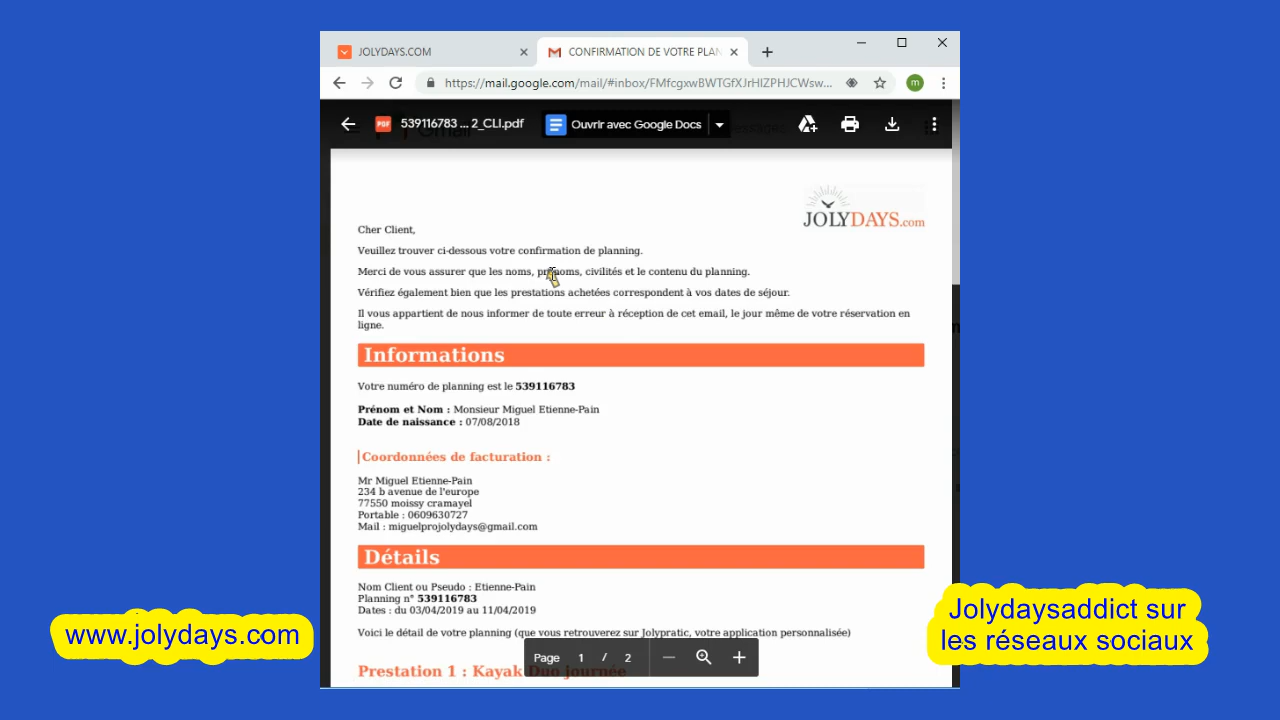 JOLYDAYS.COM
CONFIRMATION DE VOTRE PLAN
https://mail.google.com/mail/#inbox/FMfcgxwBWTGfXJrHlZPHJCWsw...
m
PDF
539116783 ... 2_CLI.pdf
Ouvrir avec Google Docs
JOLYDAYS.com
Cher Client,
Veuillez trouver ci-dessous votre confirmation de planning.
Merci de vous assurer que les noms, prénoms, civilités et le contenu du planning.
Vérifiez également bien que les prestations achetées correspondent à vos dates de séjour.
Il vous appartient de nous informer de toute erreur à réception de cet email, le jour même de votre réservation en
ligne.
Informations
Votre numéro de planning est le 539116783
Prénom et Nom : Monsieur Miguel Etienne-Pain
Date de naissance : 07/08/2018
Coordonnées de facturation :
Mr Miguel Etienne-Pain
234 b avenue de l'europe
77550 moissy cramayel
Portable : 0609630727
Mail : miguelprojolydays@gmail.com
Détails
Nom Client ou Pseudo : Etienne-Pain
Planning n° 539116783
Dates : du 03/04/2019 au 11/04/2019
Voici le détail de votre planning (que vous retrouverez sur Jolypratic, votre application personnalisée)
Prestation 1 : Kayak Duo journée
Page 1 / 2
www.jolydays.com
Jolydaysaddict sur
les réseaux sociaux